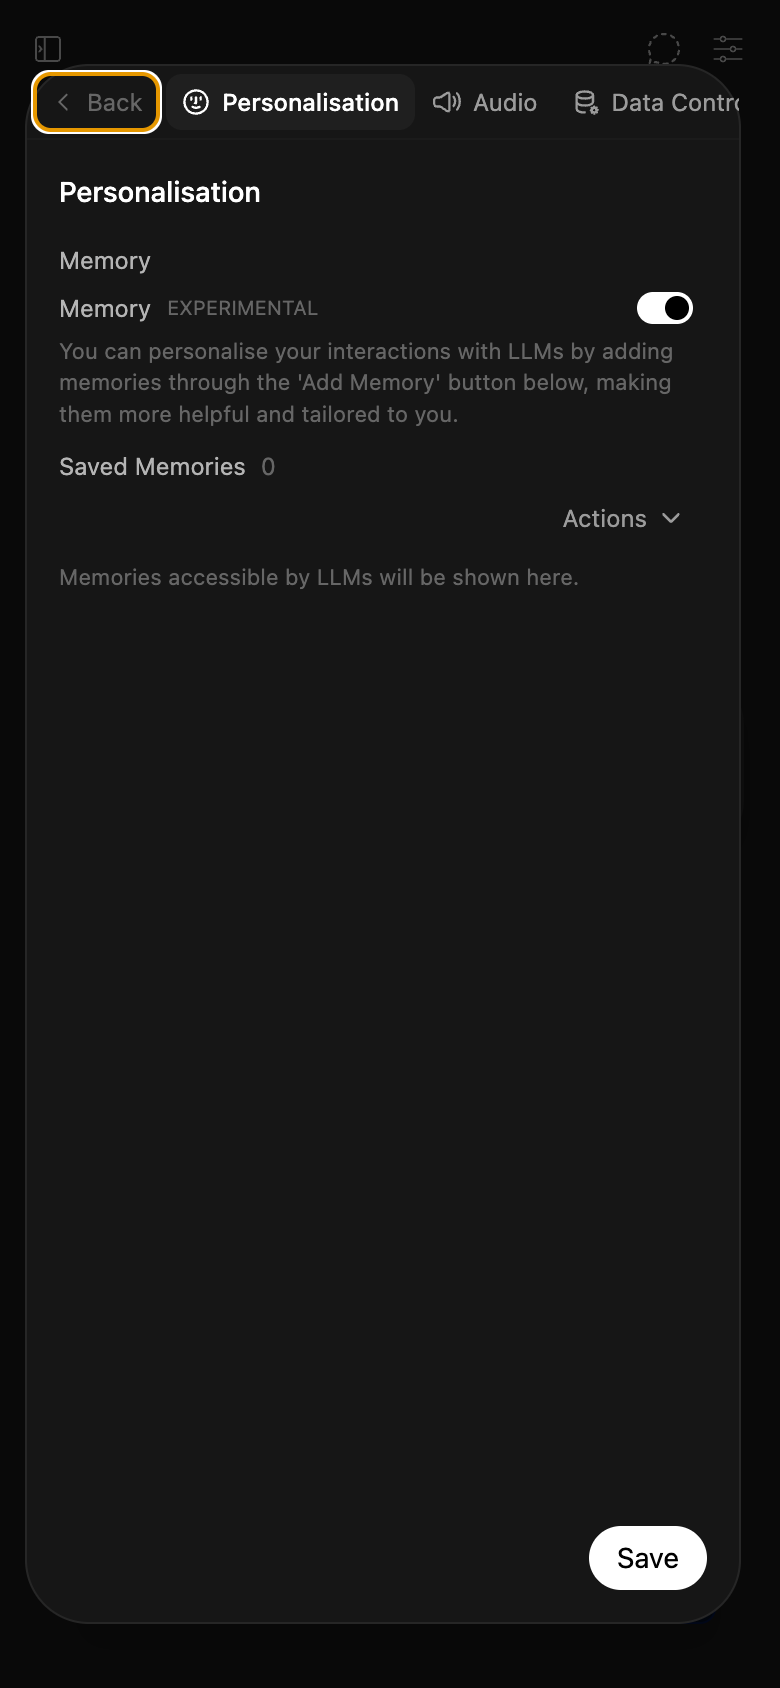 Back
Personalisation
Audio
Data Contro
Personalisation
Memory
Memory EXPERIMENTAL
You can personalise your interactions with LLMs by adding
memories through the 'Add Memory' button below, making
them more helpful and tailored to you.
Saved Memories 0
Actions
Memories accessible by LLMs will be shown here.
Save